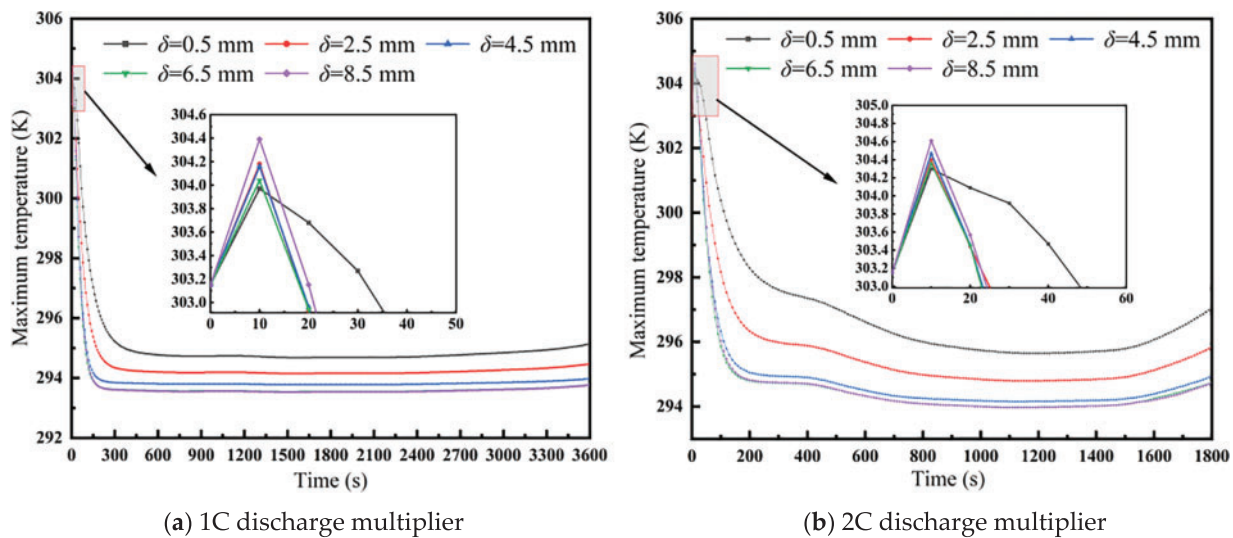 306
304
302
300
298
296
294
292
Maximum temperature (K)
δ=0.5 mm δ=2.5 mm δ=4.5 mm
δ=6.5 mm δ=8.5 mm
304.6
304.4
304.2
304.0
303.8
303.6
303.4
303.2
303.0
0 10 20 30 40 50
0 300 600 900 1200 1500 1800 2100 2400 2700 3000 3300 3600
Time (s)
(a) 1C discharge multiplier
306
304
302
300
298
296
294
Maximum temperature (K)
δ=0.5 mm δ=2.5 mm δ=4.5 mm
δ=6.5 mm δ=8.5 mm
305.0
304.8
304.6
304.4
304.2
304.0
303.8
303.6
303.4
303.2
303.0
0 20 40 60
0 200 400 600 800 1000 1200 1400 1600 1800
Time (s)
(b) 2C discharge multiplier